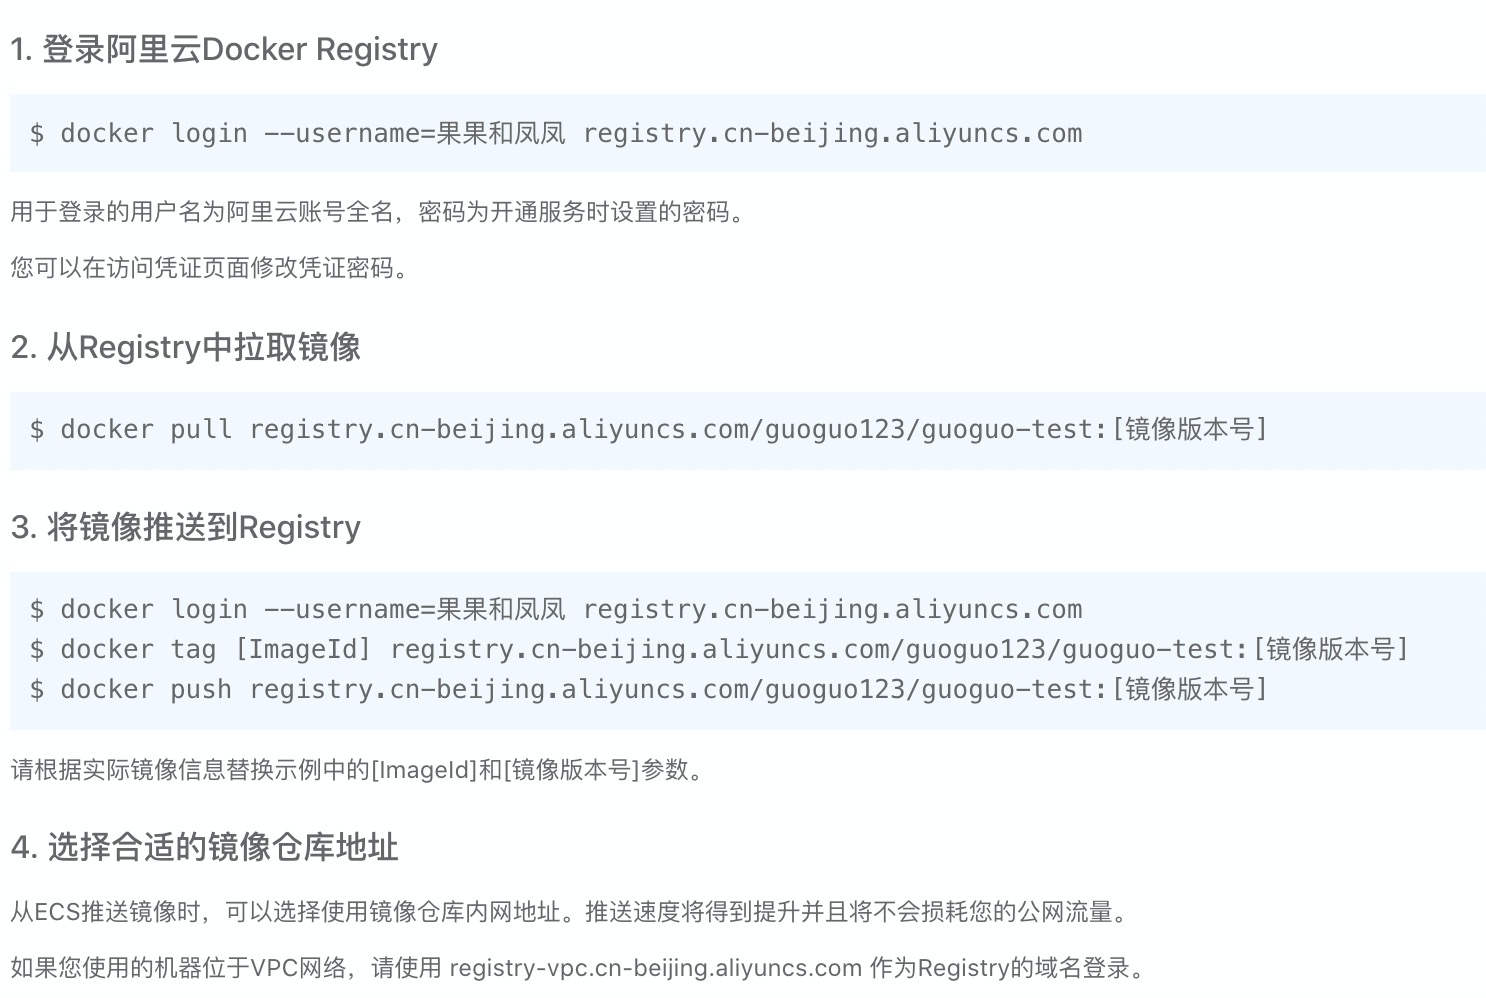 1. 登录阿里云Docker Registry
$ docker login --username=果果和凤凤 registry.cn-beijing.aliyuncs.com
用于登录的用户名为阿里云账号全名，密码为开通服务时设置的密码。
您可以在访问凭证页面修改凭证密码。
2. 从Registry中拉取镜像
$ docker pull registry.cn-beijing.aliyuncs.com/guoguo123/guoguo-test:[镜像版本号]
3. 将镜像推送到Registry
$ docker login --username=果果和凤凤 registry.cn-beijing.aliyuncs.com
$ docker tag [ImageId] registry.cn-beijing.aliyuncs.com/guoguo123/guoguo-test:[镜像版本号]
$ docker push registry.cn-beijing.aliyuncs.com/guoguo123/guoguo-test:[镜像版本号]
请根据实际镜像信息替换示例中的[ImageId]和[镜像版本号]参数。
4. 选择合适的镜像仓库地址
从ECS推送镜像时，可以选择使用镜像仓库内网地址。推送速度将得到提升并且将不会损耗您的公网流量。
如果您使用的机器位于VPC网络，请使用 registry-vpc.cn-beijing.aliyuncs.com 作为Registry的域名登录。